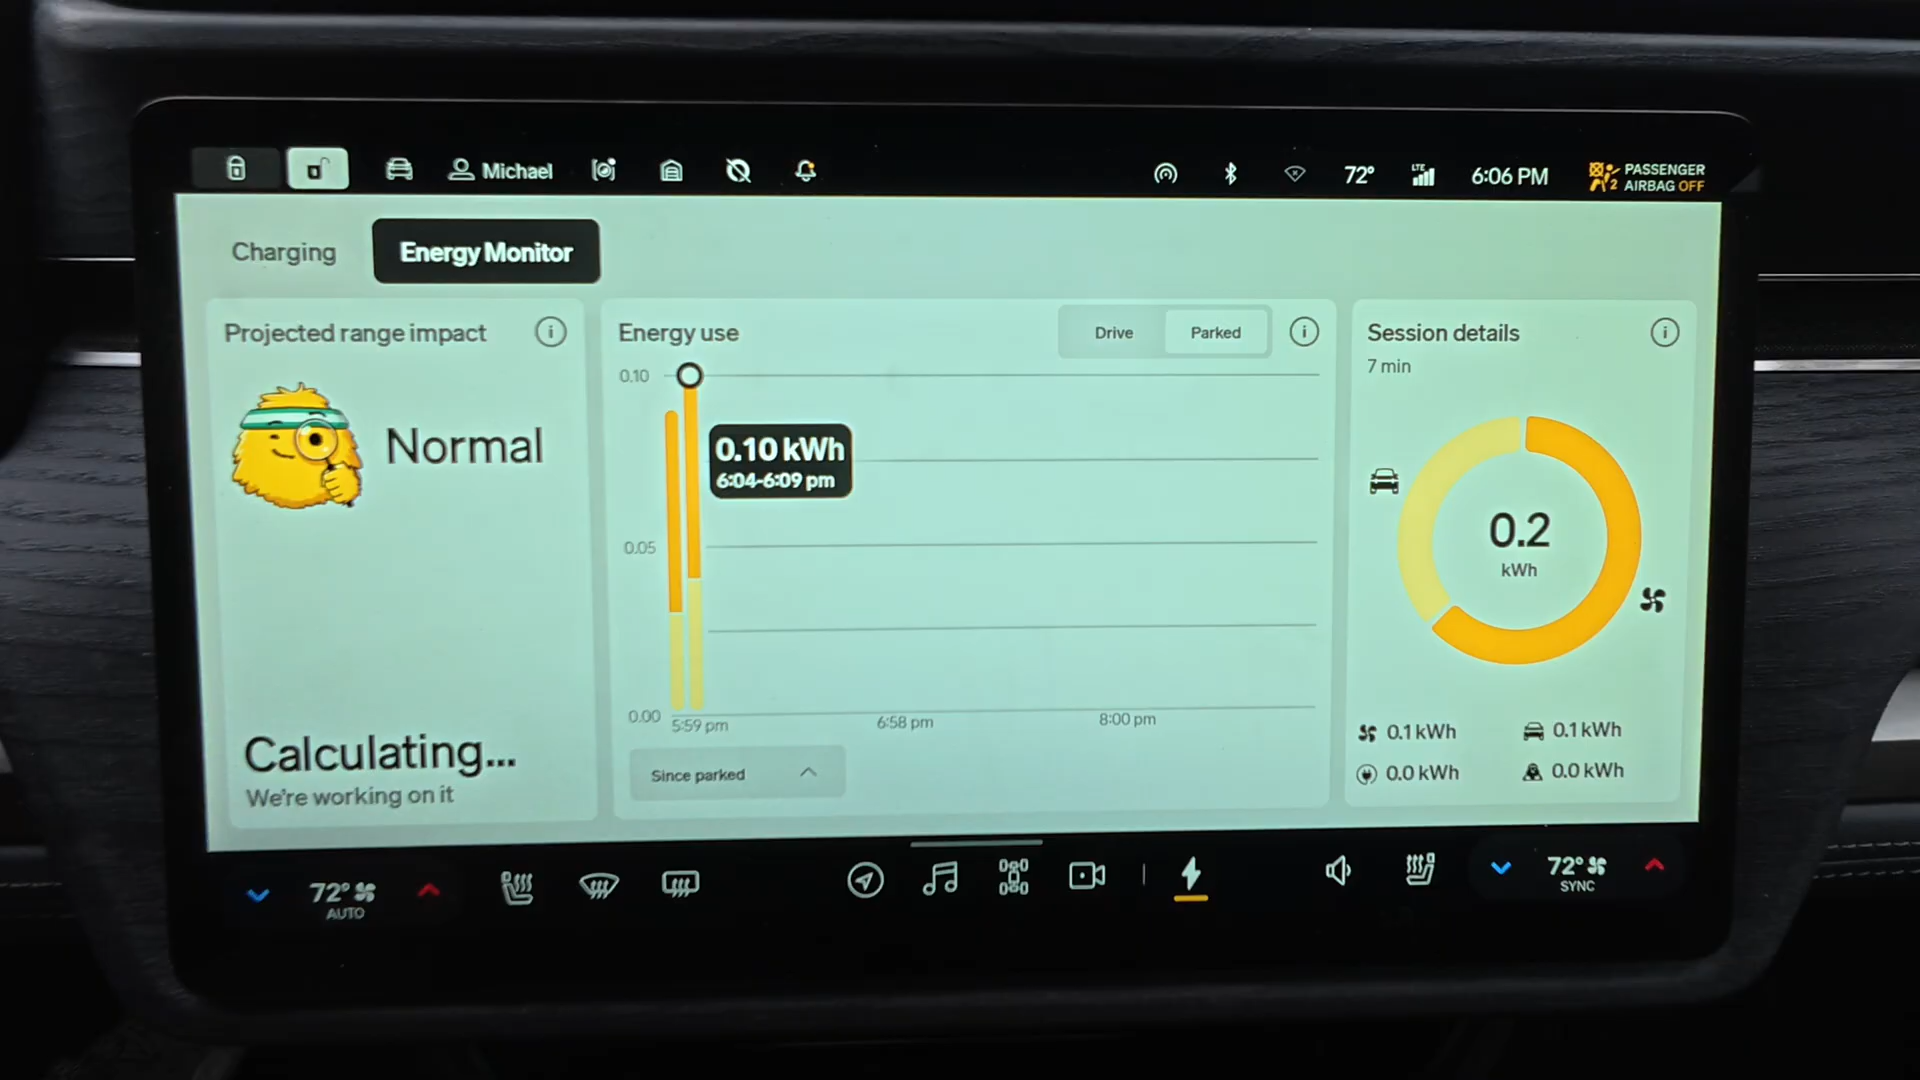 Michael
72°
LTE
6:06 PM
PASSENGER
AIRBAG OFF
2
Charging
Energy Monitor
Projected range impact
Normal
Calculating...
We're working on it
Energy use
Drive
Parked
0.10
0.10 kWh
6:04-6:09 pm
0.05
0.00
5:59 pm
6:58 pm
8:00 pm
Since parked
Session details
7 min
0.2
kWh
0.1 kWh
0.1 kWh
0.0 kWh
0.0 kWh
72°
AUTO
72°
SYNC